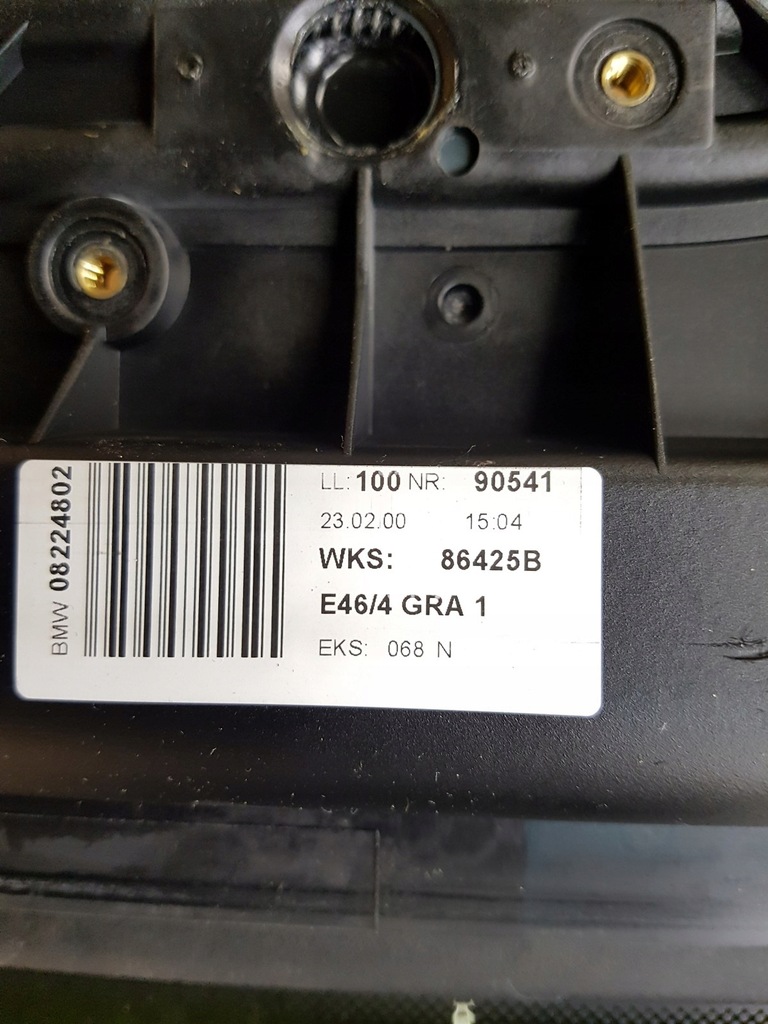 BMW 08224802
LL: 100 NR: 90541
23.02.00 15:04
WKS: 86425B
E46/4 GRA 1
EKS: 068 N